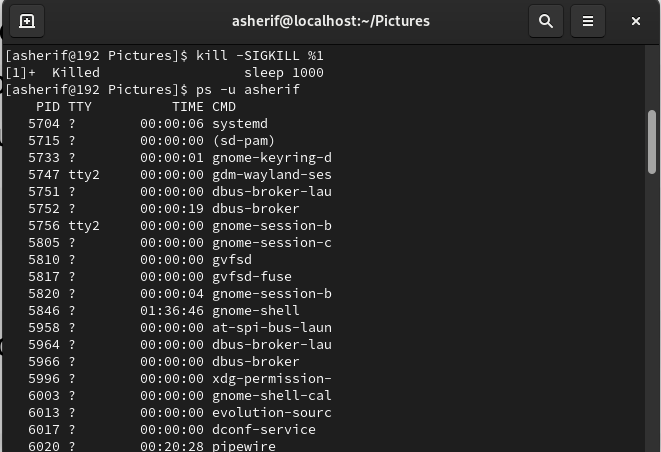 asherif@localhost:~/Pictures
[asherif@192 Pictures]$ kill -SIGKILL %1
[1]+  Killed                  sleep 1000
[asherif@192 Pictures]$ ps -u asherif
    PID TTY          TIME CMD
   5704 ?        00:00:06 systemd
   5715 ?        00:00:00 (sd-pam)
   5733 ?        00:00:01 gnome-keyring-d
   5747 tty2     00:00:00 gdm-wayland-ses
   5751 ?        00:00:00 dbus-broker-lau
   5752 ?        00:00:19 dbus-broker
   5756 tty2     00:00:00 gnome-session-b
   5805 ?        00:00:00 gnome-session-c
   5810 ?        00:00:00 gvfsd
   5817 ?        00:00:00 gvfsd-fuse
   5820 ?        00:00:04 gnome-session-b
   5846 ?        01:36:46 gnome-shell
   5958 ?        00:00:00 at-spi-bus-laun
   5964 ?        00:00:00 dbus-broker-lau
   5966 ?        00:00:00 dbus-broker
   5996 ?        00:00:00 xdg-permission-
   6003 ?        00:00:00 gnome-shell-cal
   6013 ?        00:00:00 evolution-sourc
   6017 ?        00:00:00 dconf-service
   6020 ?        00:20:28 pipewire